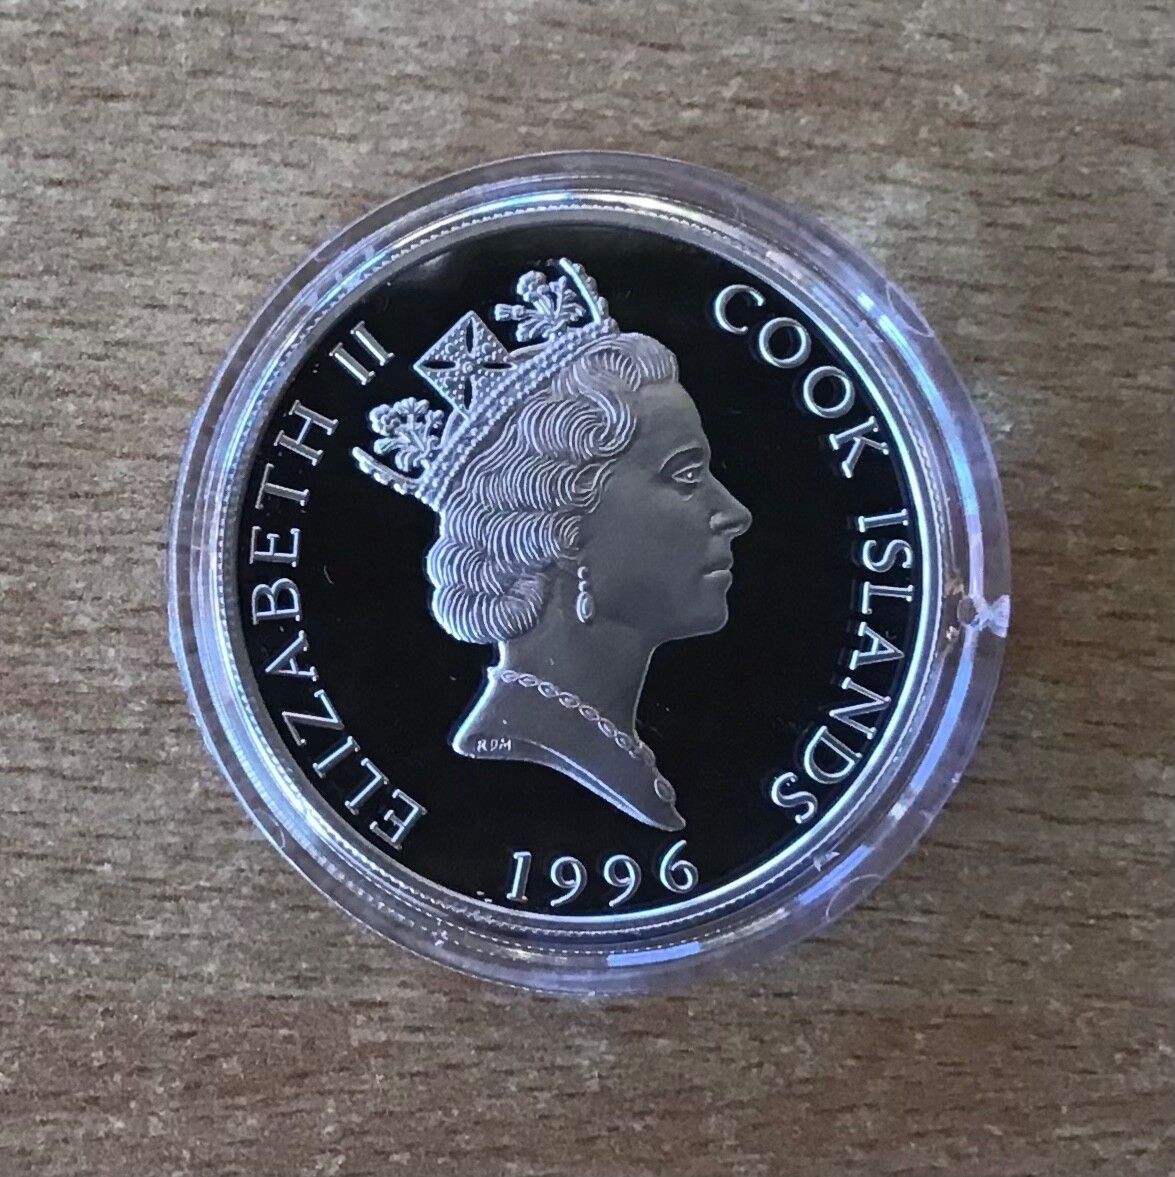 ELIZABETH II
COOK ISLANDS
RDM
1996